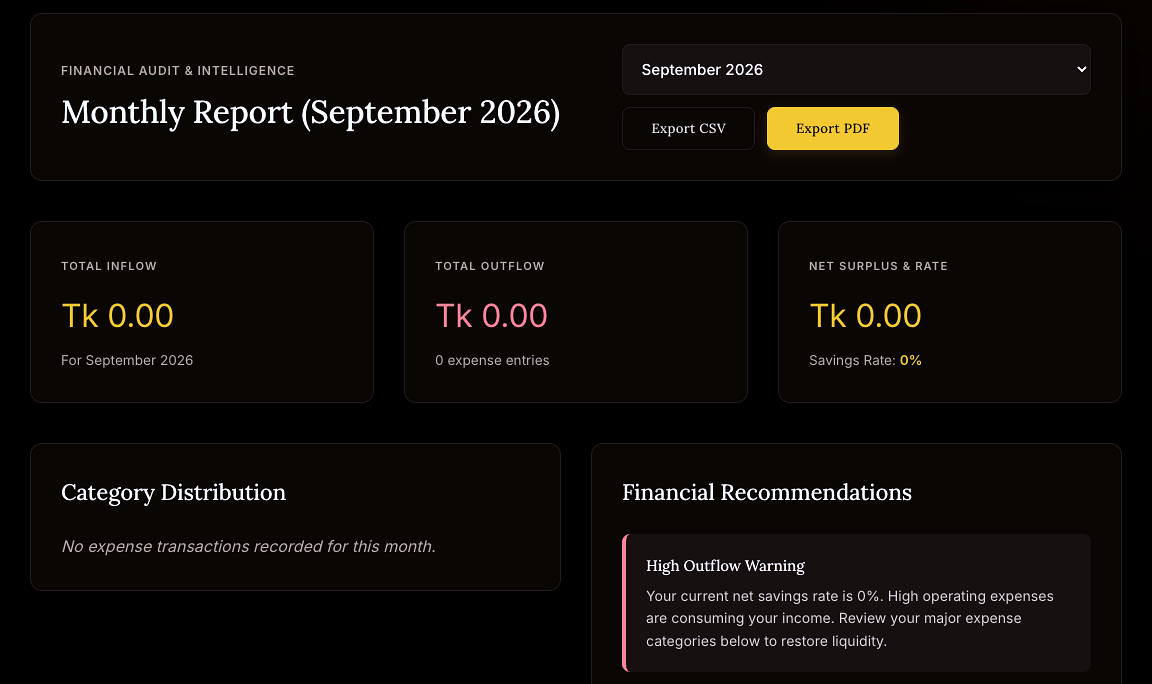 FINANCIAL AUDIT & INTELLIGENCE
Monthly Report (September 2026)
September 2026
Export CSV
Export PDF
TOTAL INFLOW
Tk 0.00
For September 2026
TOTAL OUTFLOW
Tk 0.00
0 expense entries
NET SURPLUS & RATE
Tk 0.00
Savings Rate: 0%
Category Distribution
No expense transactions recorded for this month.
Financial Recommendations
High Outflow Warning
Your current net savings rate is 0%. High operating expenses
are consuming your income. Review your major expense
categories below to restore liquidity.